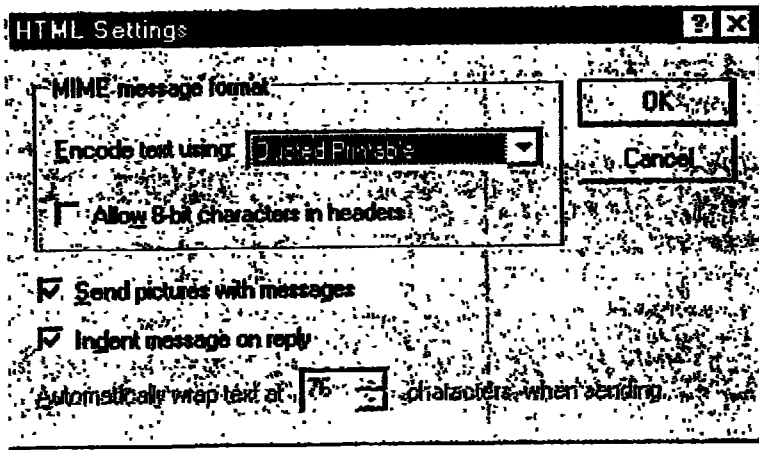 HTML Settings
MIME message format
OK
Encode text using: Quoted Printable
Cancel
Allow 8-bit characters in headers
Send pictures with messages
Indent message on reply
Automatically wrap text at 76 characters, when sending